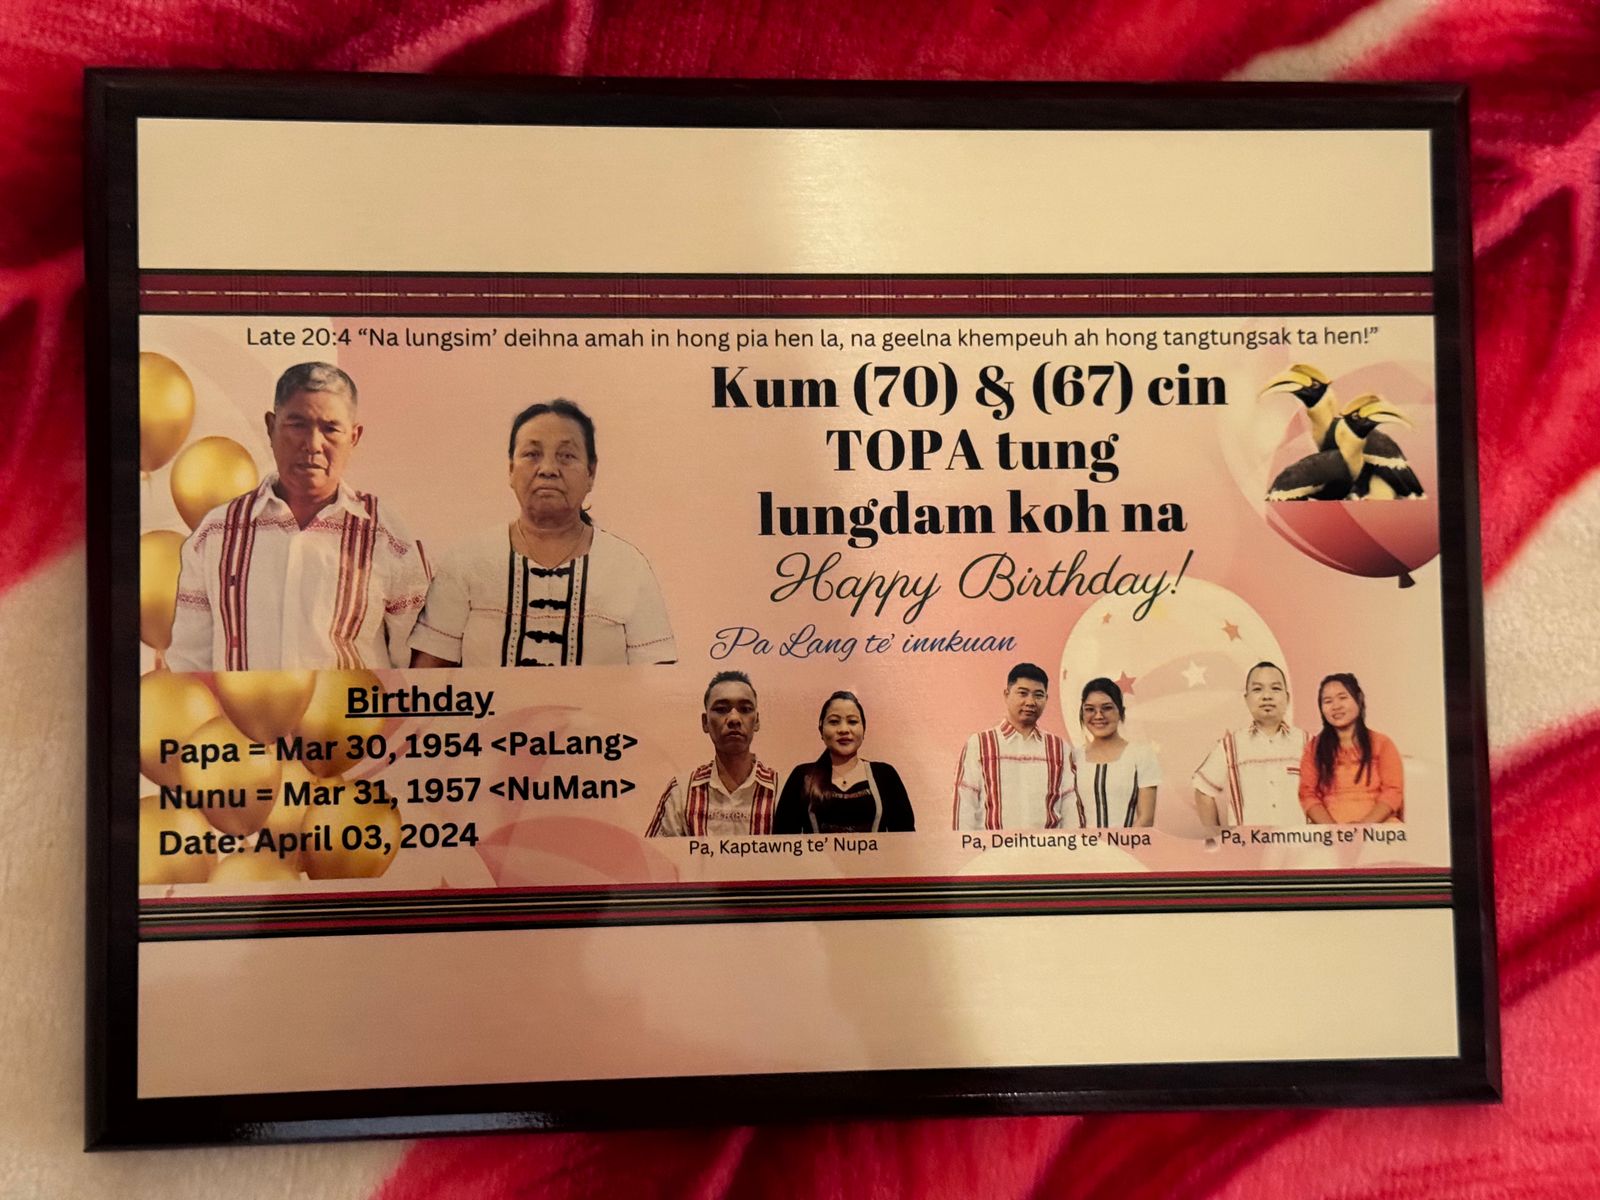 Late 20:4 “Na lungsim’ deihna amah in hong pia hen la, na geelna khempeuh ah hong tangtungsak ta hen!”
Kum (70) & (67) cin
TOPA tung
lungdam koh na
Happy Birthday!
Pa Lang te’ innkuan
Birthday
Papa = Mar 30, 1954 <PaLang>
Nunu = Mar 31, 1957 <NuMan>
Date: April 03, 2024
Pa, Kaptawng te’ Nupa
Pa, Deihtuang te’ Nupa
Pa, Kammung te’ Nupa